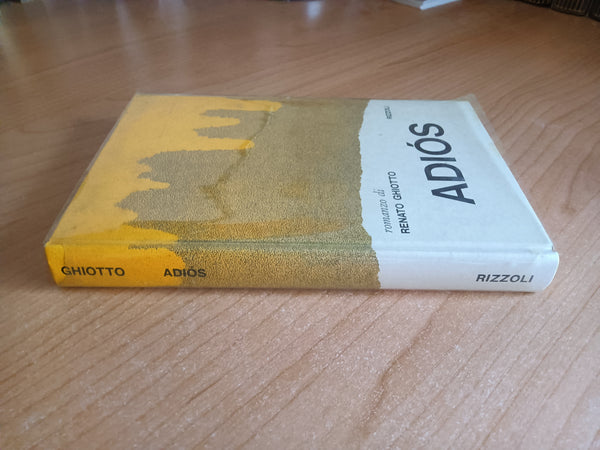 romanzo di
RENATO GHIOTTO
ADIÓS
RIZZOLI
GHIOTTO ADIÓS RIZZOLI